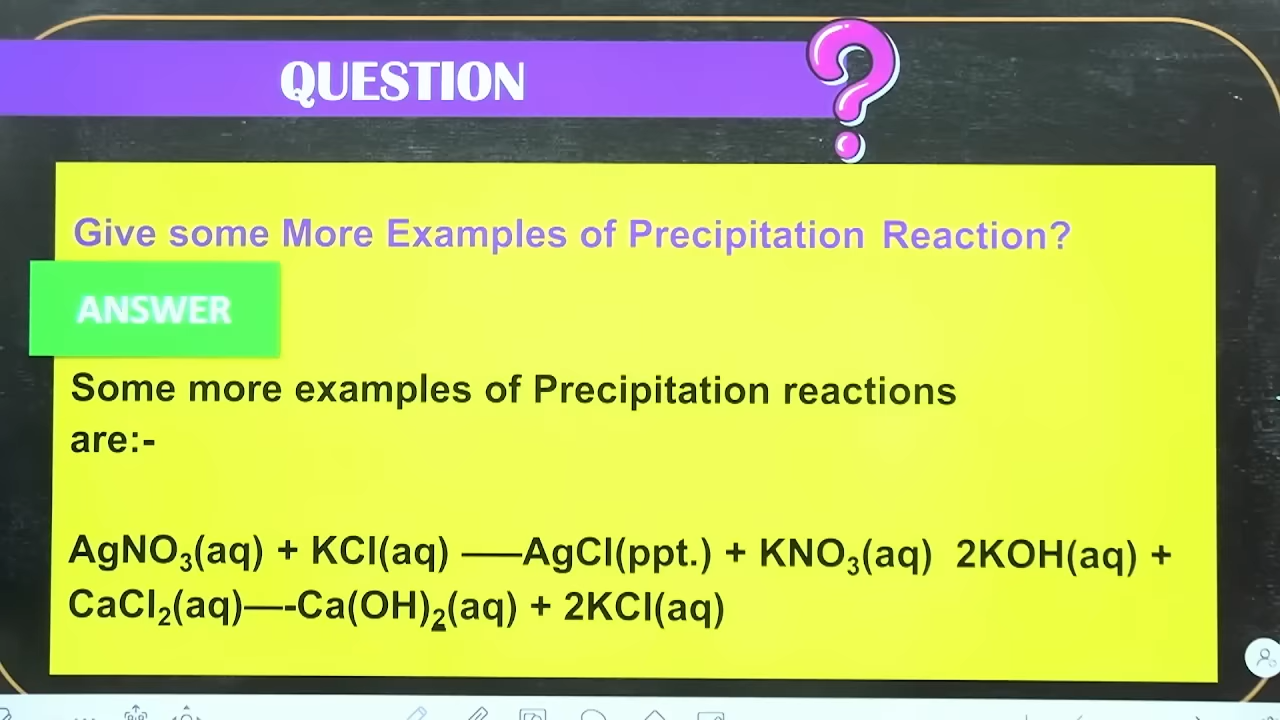 QUESTION
Give some More Examples of Precipitation Reaction?
ANSWER
Some more examples of Precipitation reactions
are:-
AgNO₃(aq) + KCl(aq) ——AgCl(ppt.) + KNO₃(aq) 2KOH(aq) +
CaCl₂(aq)—-Ca(OH)₂(aq) + 2KCl(aq)